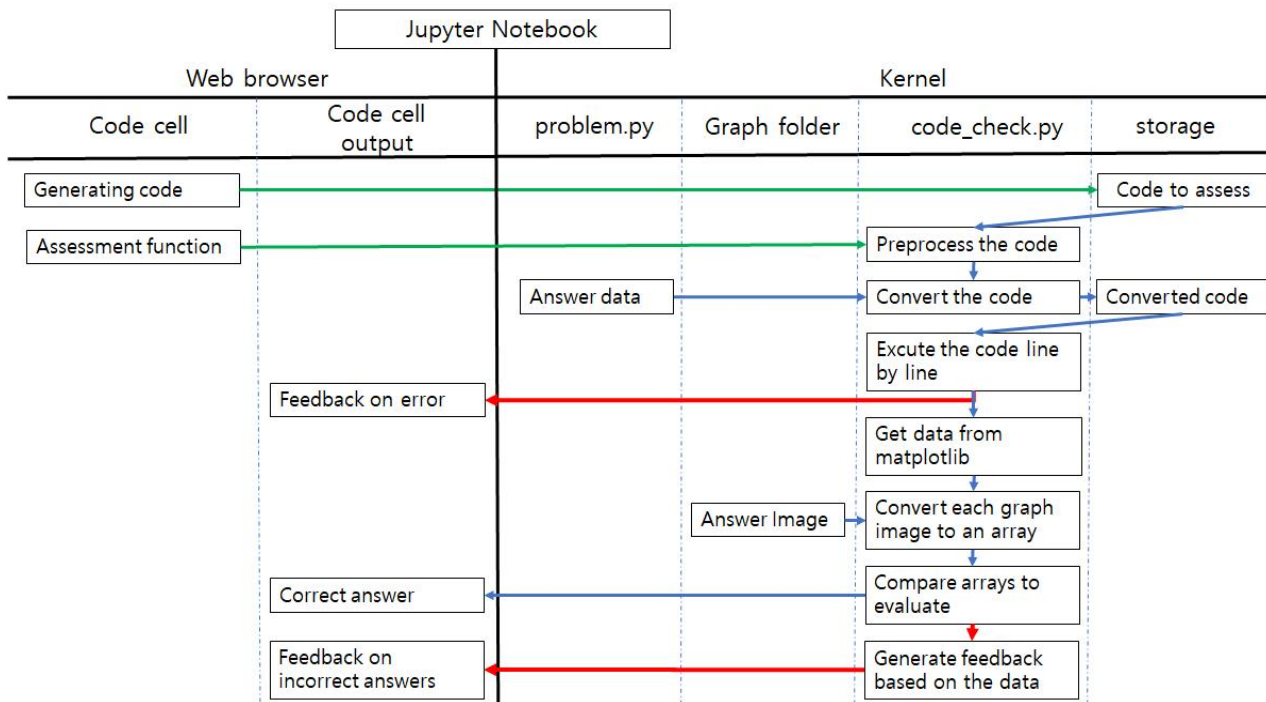 Jupyter Notebook
Web browser
Kernel
Code cell
Code cell
output
problem.py
Graph folder
code_check.py
storage
Generating code
Code to assess
Assessment function
Preprocess the code
Answer data
Convert the code
Converted code
Excute the code line
by line
Feedback on error
Get data from
matplotlib
Answer Image
Convert each graph
image to an array
Correct answer
Compare arrays to
evaluate
Feedback on
incorrect answers
Generate feedback
based on the data